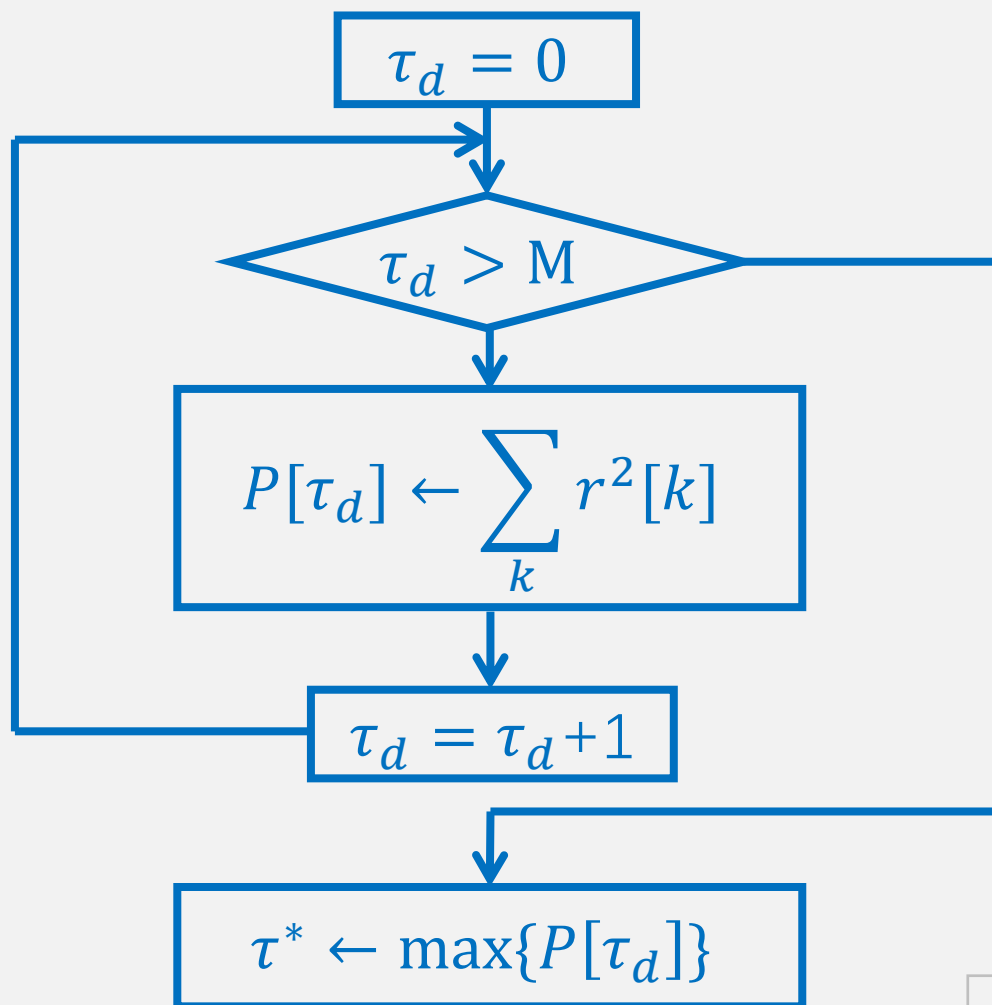 τ_d = 0
τ_d > M
P[τ_d] ← ∑_k r²[k]
τ_d = τ_d+1
τ* ← max{P[τ_d]}